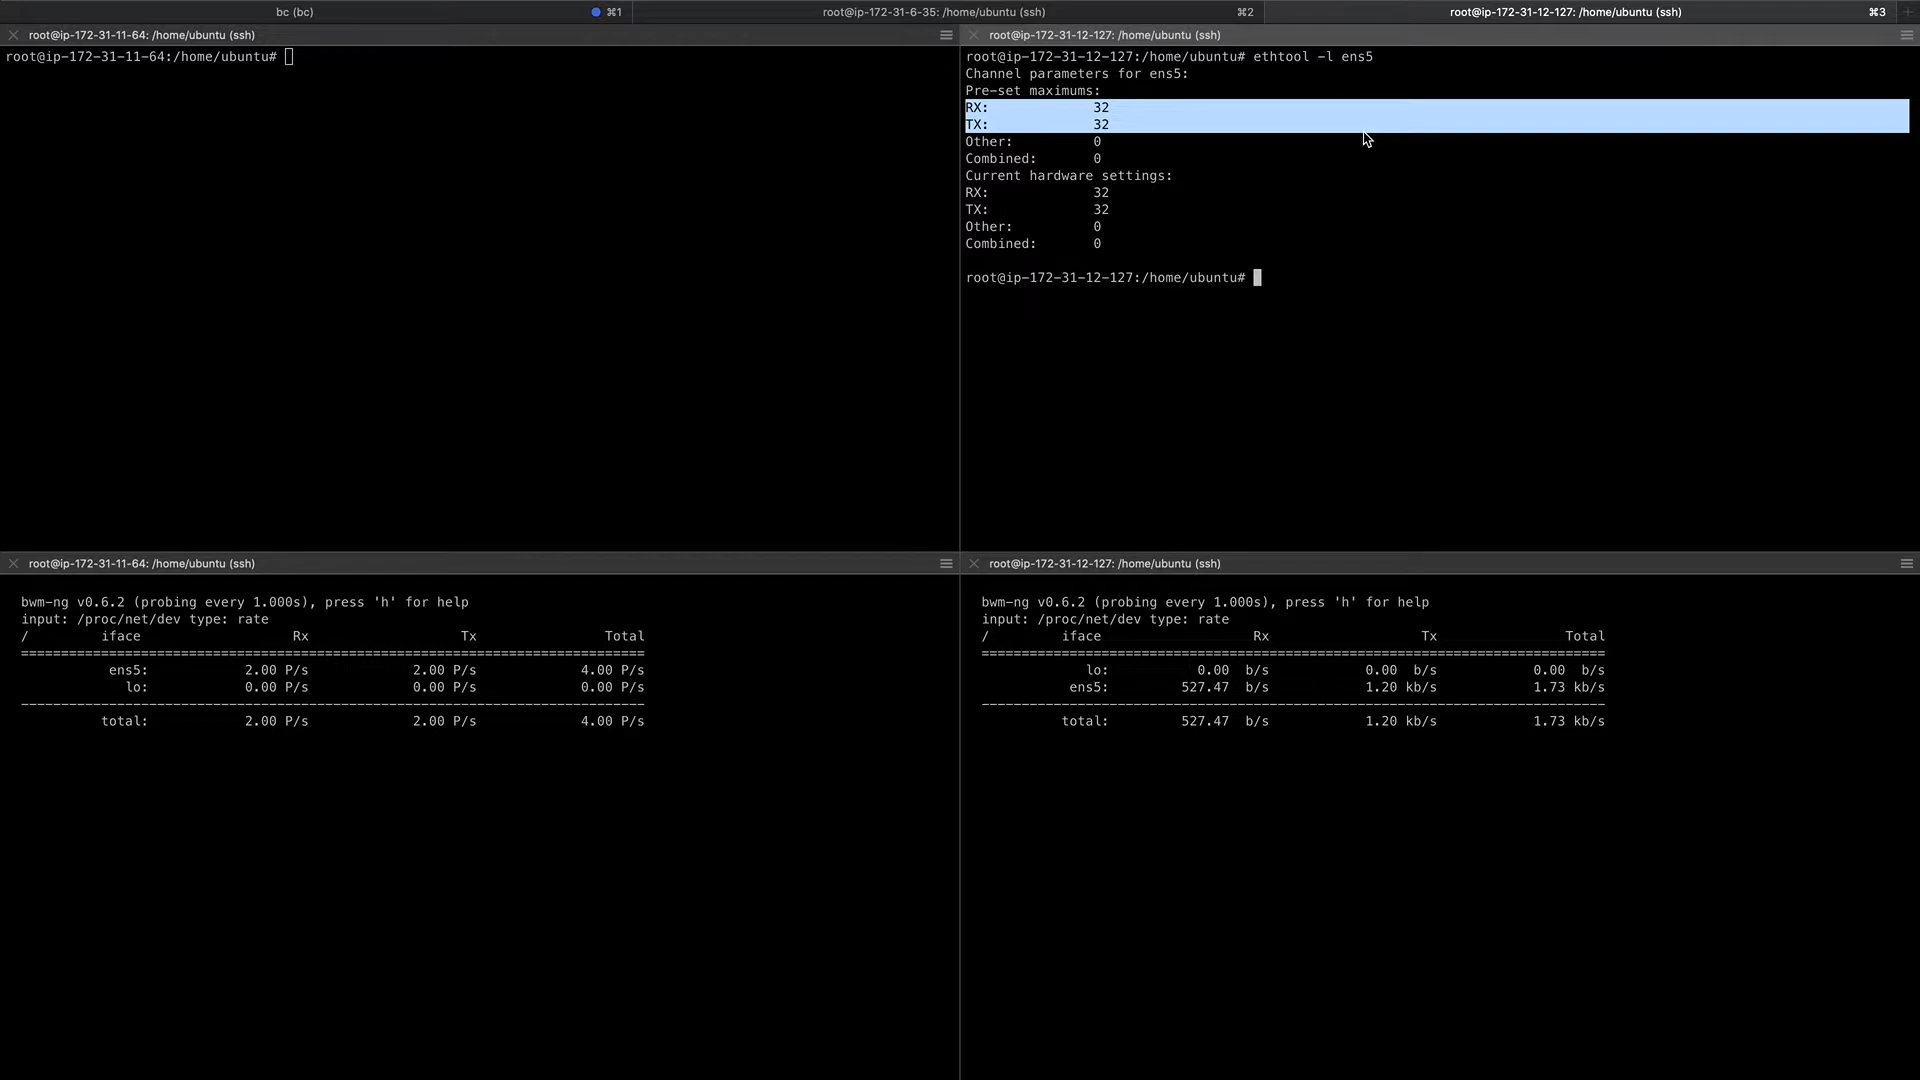 bc (bc) ⌘1 root@ip-172-31-6-35: /home/ubuntu (ssh) ⌘2 root@ip-172-31-12-127: /home/ubuntu (ssh) ⌘3
root@ip-172-31-11-64: /home/ubuntu (ssh)
root@ip-172-31-11-64:/home/ubuntu#
root@ip-172-31-12-127: /home/ubuntu (ssh)
root@ip-172-31-12-127:/home/ubuntu# ethtool -l ens5
Channel parameters for ens5:
Pre-set maximums:
RX: 32
TX: 32
Other: 0
Combined: 0
Current hardware settings:
RX: 32
TX: 32
Other: 0
Combined: 0
root@ip-172-31-12-127:/home/ubuntu#
root@ip-172-31-11-64: /home/ubuntu (ssh)
bwm-ng v0.6.2 (probing every 1.000s), press 'h' for help
input: /proc/net/dev type: rate
/ iface Rx Tx Total
==============================================================================
ens5: 2.00 P/s 2.00 P/s 4.00 P/s
lo: 0.00 P/s 0.00 P/s 0.00 P/s
------------------------------------------------------------------------------
total: 2.00 P/s 2.00 P/s 4.00 P/s
root@ip-172-31-12-127: /home/ubuntu (ssh)
bwm-ng v0.6.2 (probing every 1.000s), press 'h' for help
input: /proc/net/dev type: rate
/ iface Rx Tx Total
==============================================================================
lo: 0.00 b/s 0.00 b/s 0.00 b/s
ens5: 527.47 b/s 1.20 kb/s 1.73 kb/s
------------------------------------------------------------------------------
total: 527.47 b/s 1.20 kb/s 1.73 kb/s